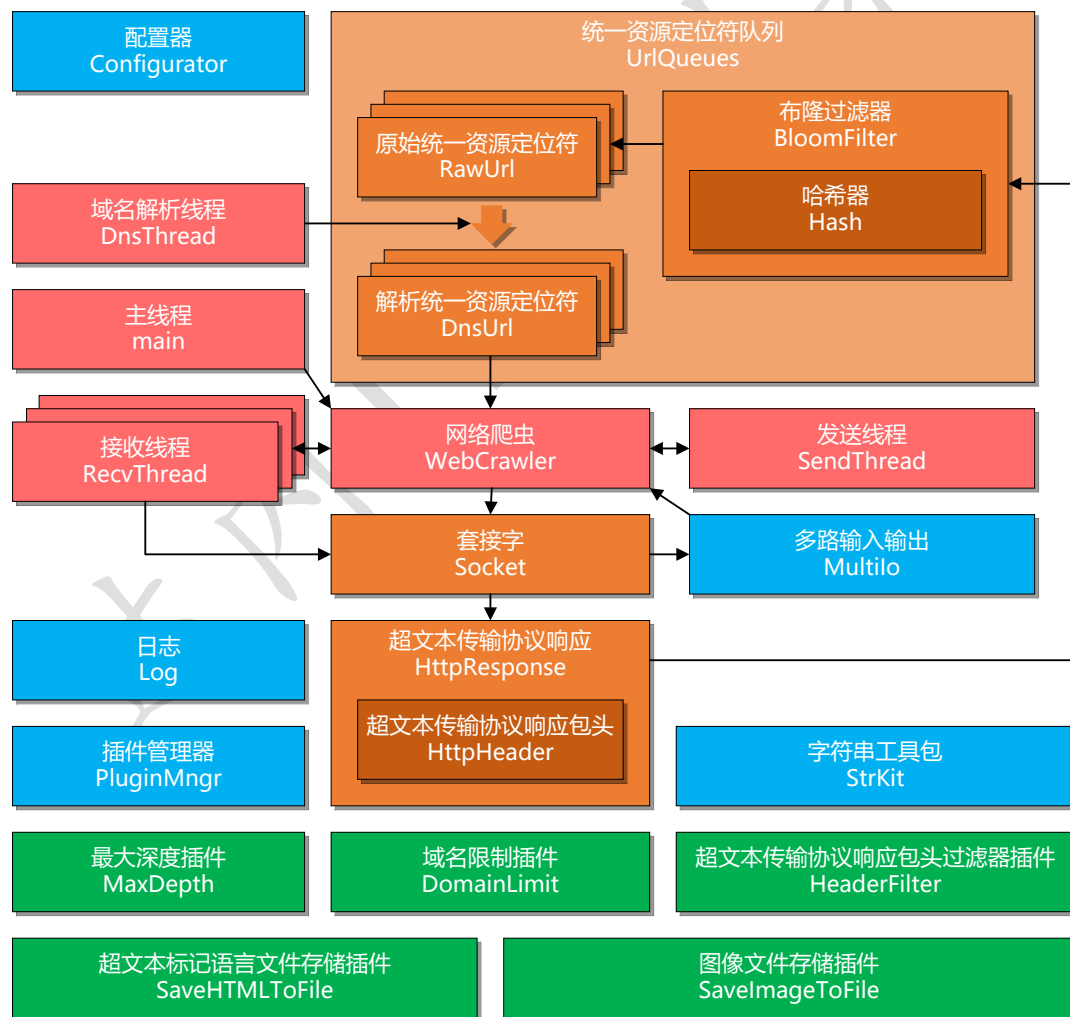 配置器
Configurator
统一资源定位符队列
UrlQueues
原始统一资源定位符
RawUrl
布隆过滤器
BloomFilter
哈希器
Hash
域名解析线程
DnsThread
解析统一资源定位符
DnsUrl
主线程
main
接收线程
RecvThread
网络爬虫
WebCrawler
发送线程
SendThread
套接字
Socket
多路输入输出
MultiIo
日志
Log
超文本传输协议响应
HttpResponse
超文本传输协议响应包头
HttpHeader
插件管理器
PluginMngr
字符串工具包
StrKit
最大深度插件
MaxDepth
域名限制插件
DomainLimit
超文本传输协议响应包头过滤器插件
HeaderFilter
超文本标记语言文件存储插件
SaveHTMLToFile
图像文件存储插件
SaveImageToFile